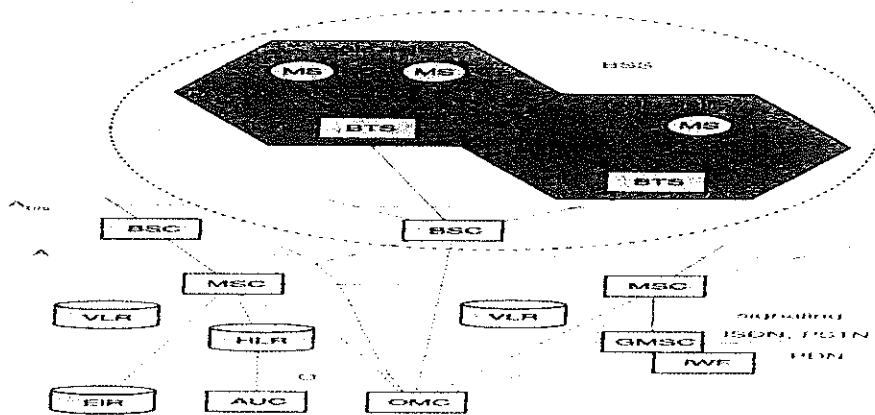 BSS
MS MS
BTS MS
BTS
Abis
BSC BSC
A
MSC MSC
VLR VLR signaling
HLR GMSC ISDN, PSTN
IWF PDN
O
EIR AUC OMC